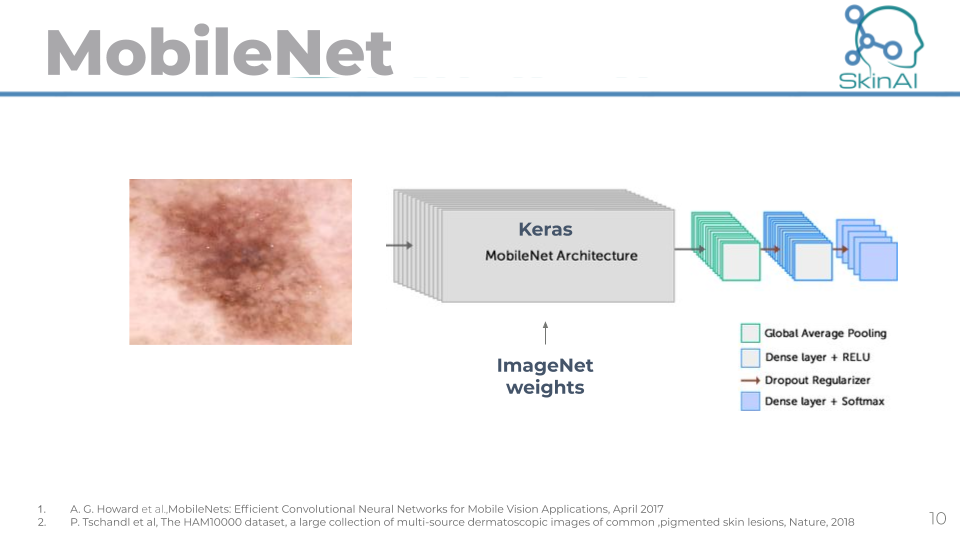 MobileNet
SkinAI
Keras
MobileNet Architecture
ImageNet
weights
Global Average Pooling
Dense layer + RELU
Dropout Regularizer
Dense layer + Softmax
1. A. G. Howard et al.,MobileNets: Efficient Convolutional Neural Networks for Mobile Vision Applications, April 2017
2. P. Tschandl et al, The HAM10000 dataset, a large collection of multi-source dermatoscopic images of common ,pigmented skin lesions, Nature, 2018
10